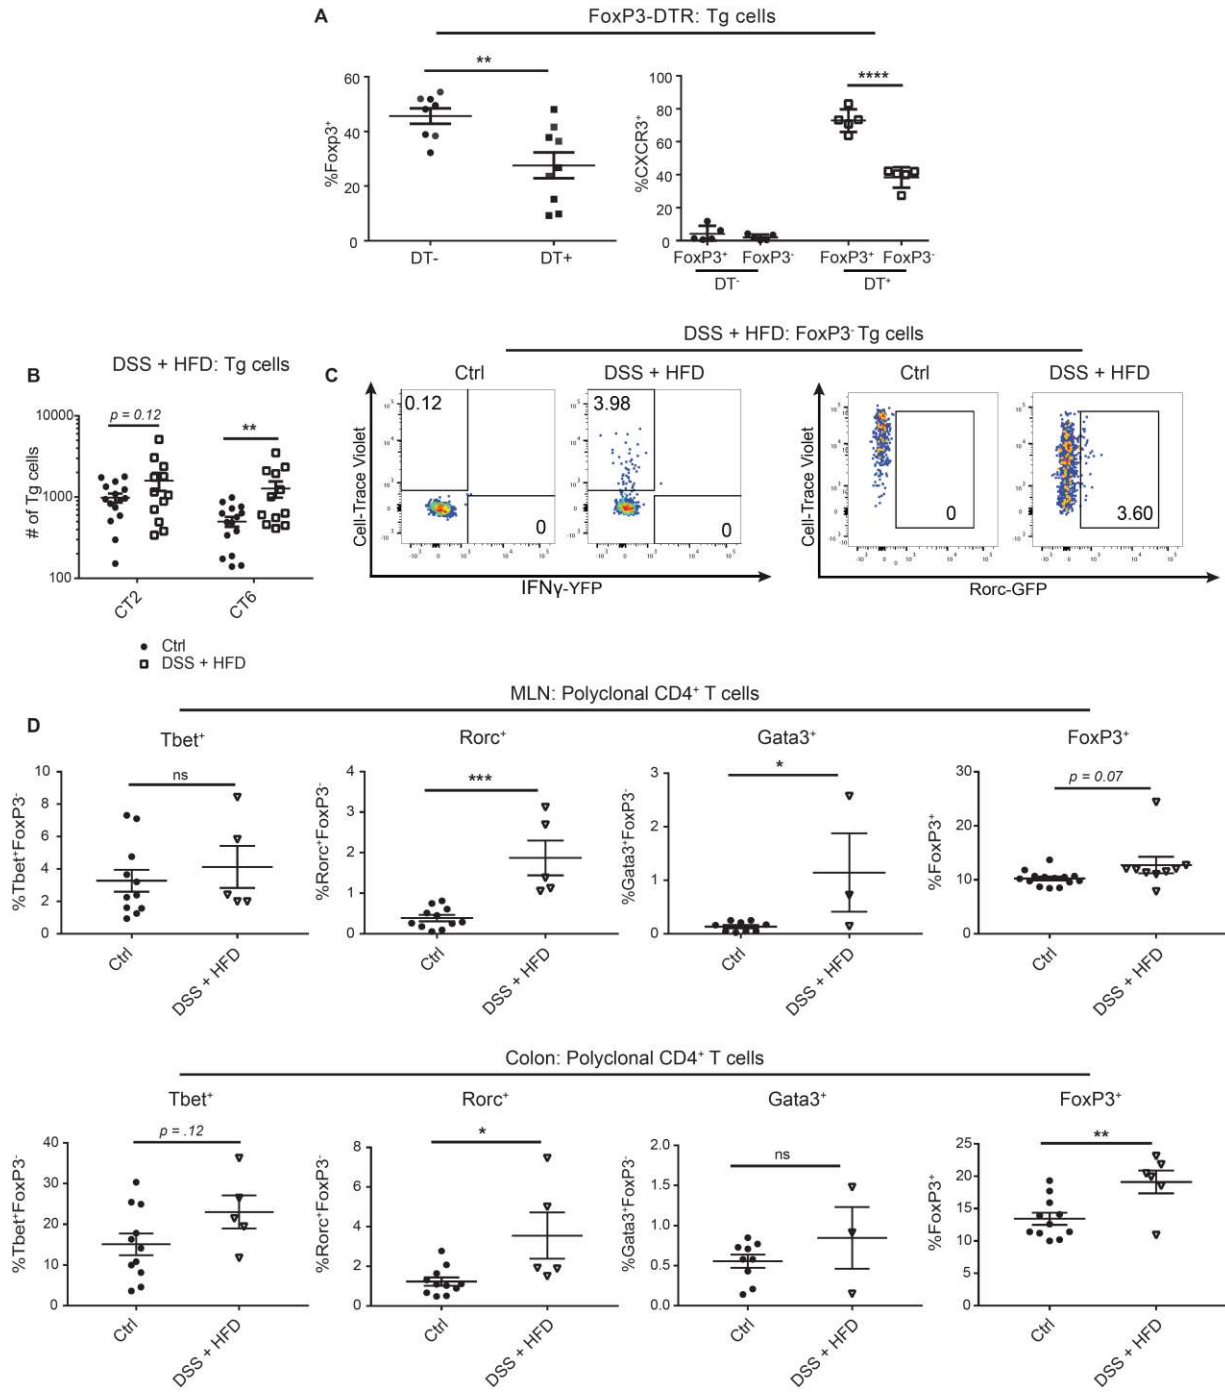 A
FoxP3-DTR: Tg cells
**
****
%Foxp3⁺
60
40
20
0
DT-
DT+
%CXCR3⁺
100
80
60
40
20
0
FoxP3⁺ FoxP3⁻ FoxP3⁺ FoxP3⁻
DT⁻
DT⁺
B
DSS + HFD: Tg cells
p = 0.12
**
# of Tg cells
10000
1000
100
CT2
CT6
Ctrl
DSS + HFD
C
DSS + HFD: FoxP3⁻ Tg cells
Ctrl
DSS + HFD
Ctrl
DSS + HFD
Cell-Trace Violet
0.12
0
3.98
0
IFNγ-YFP
Cell-Trace Violet
0
3.60
Rorc-GFP
D
MLN: Polyclonal CD4⁺ T cells
Tbet⁺
ns
%Tbet⁺FoxP3⁻
10
8
6
4
2
0
Ctrl
DSS + HFD
Rorc⁺
***
%Rorc⁺FoxP3⁻
4
3
2
1
0
Ctrl
DSS + HFD
Gata3⁺
*
%Gata3⁺FoxP3⁻
3
2
1
0
Ctrl
DSS + HFD
FoxP3⁺
p = 0.07
%FoxP3⁺
30
20
10
0
Ctrl
DSS + HFD
Colon: Polyclonal CD4⁺ T cells
Tbet⁺
p = .12
%Tbet⁺FoxP3⁻
40
30
20
10
0
Ctrl
DSS + HFD
Rorc⁺
*
%Rorc⁺FoxP3⁻
8
6
4
2
0
Ctrl
DSS + HFD
Gata3⁺
ns
%Gata3⁺FoxP3⁻
2.0
1.5
1.0
0.5
0.0
Ctrl
DSS + HFD
FoxP3⁺
**
%FoxP3⁺
25
20
15
10
5
0
Ctrl
DSS + HFD